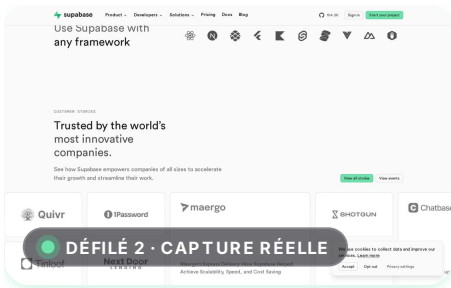 supabase Product Developers Solutions Pricing Docs Blog Sign in Start your project
Use Supabase with
any framework
CUSTOMER STORIES
Trusted by the world's
most innovative
companies.
See how Supabase empowers companies of all sizes to accelerate
their growth and streamline their work.
View all stories View events
Quivr 1Password maergo SHOTGUN Chatbase
DÉFILÉ 2 · CAPTURE RÉELLE
We use cookies to collect data and improve our
services. Learn more
Accept Opt out Privacy settings
Tinloof Next Door
LENDING
Maergo's Express Delivery: How Supabase Helped
Achieve Scalability, Speed, and Cost Saving